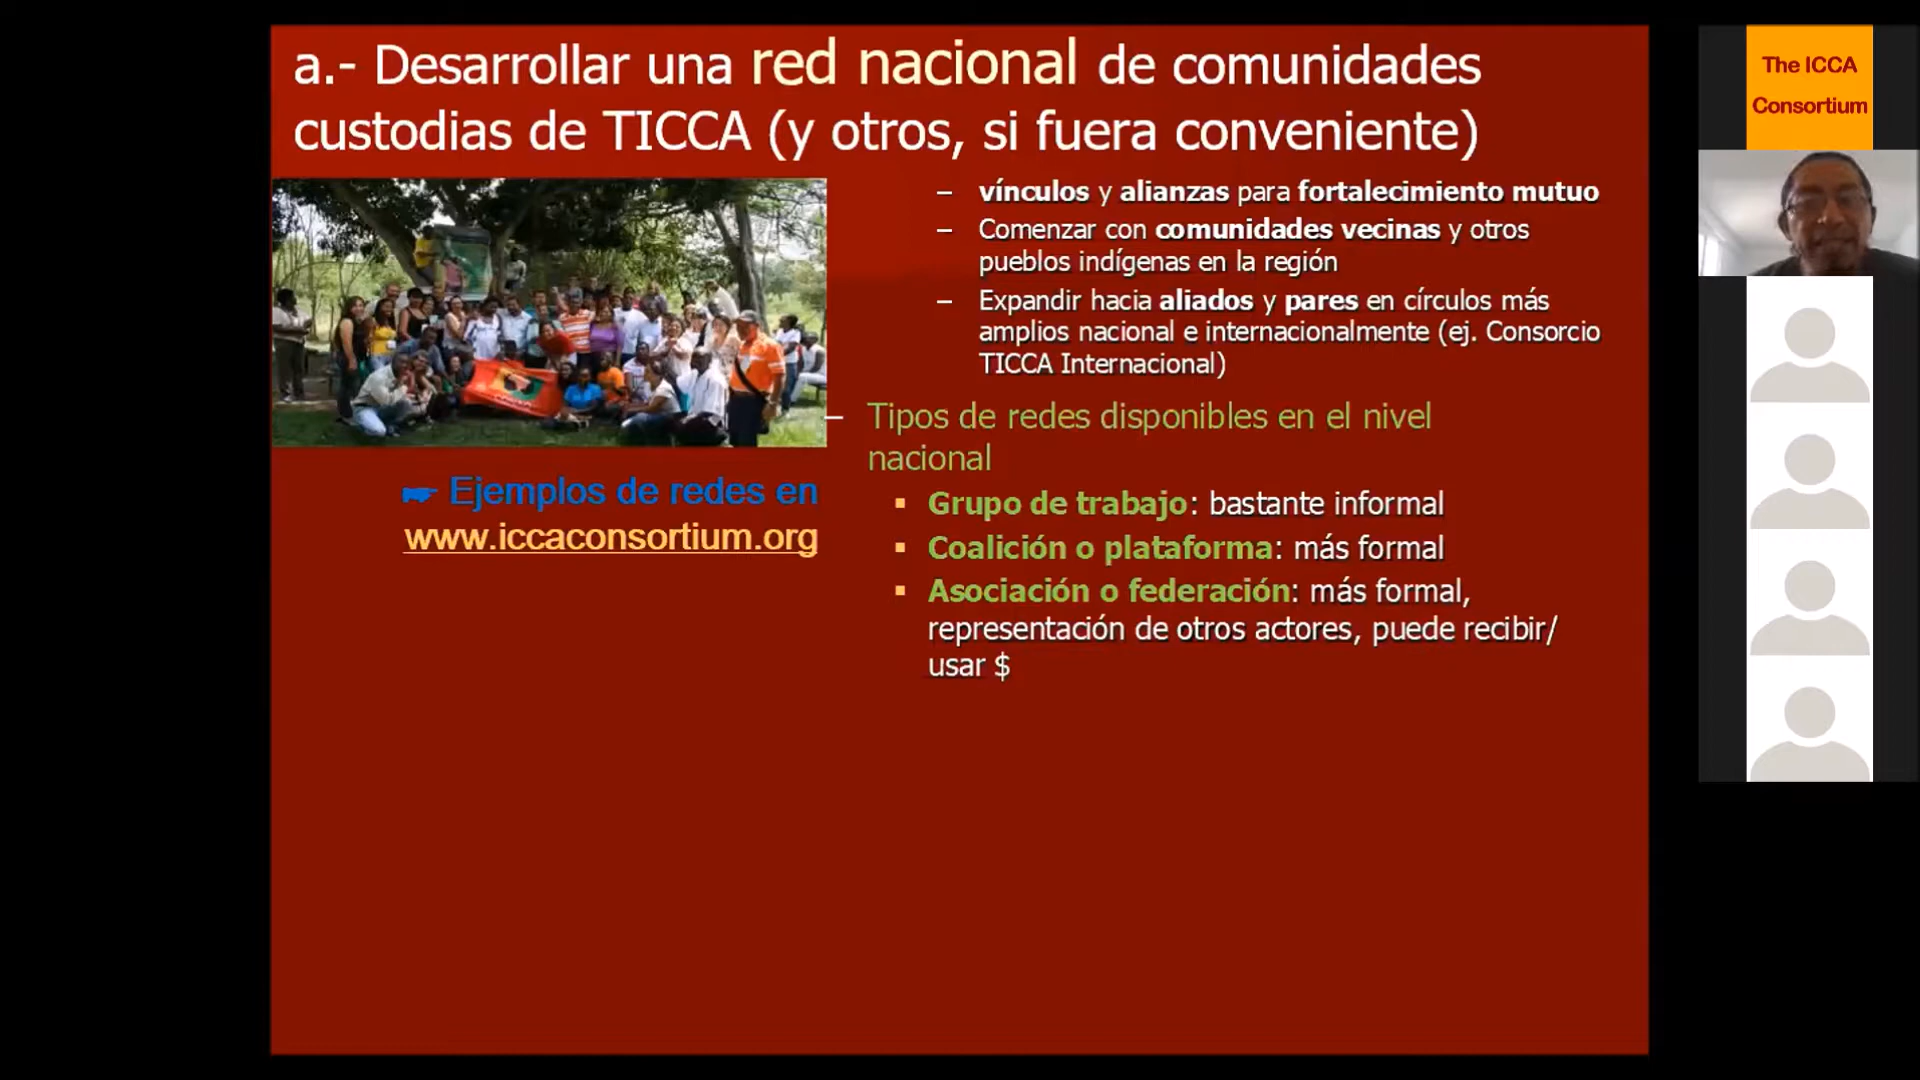 a.- Desarrollar una red nacional de comunidades
custodias de TICCA (y otros, si fuera conveniente)
– vínculos y alianzas para fortalecimiento mutuo
– Comenzar con comunidades vecinas y otros
pueblos indígenas en la región
– Expandir hacia aliados y pares en círculos más
amplios nacional e internacionalmente (ej. Consorcio
TICCA Internacional)
– Tipos de redes disponibles en el nivel
nacional
▪ Grupo de trabajo: bastante informal
▪ Coalición o plataforma: más formal
▪ Asociación o federación: más formal,
representación de otros actores, puede recibir/
usar $
☛ Ejemplos de redes en
www.iccaconsortium.org
The ICCA
Consortium